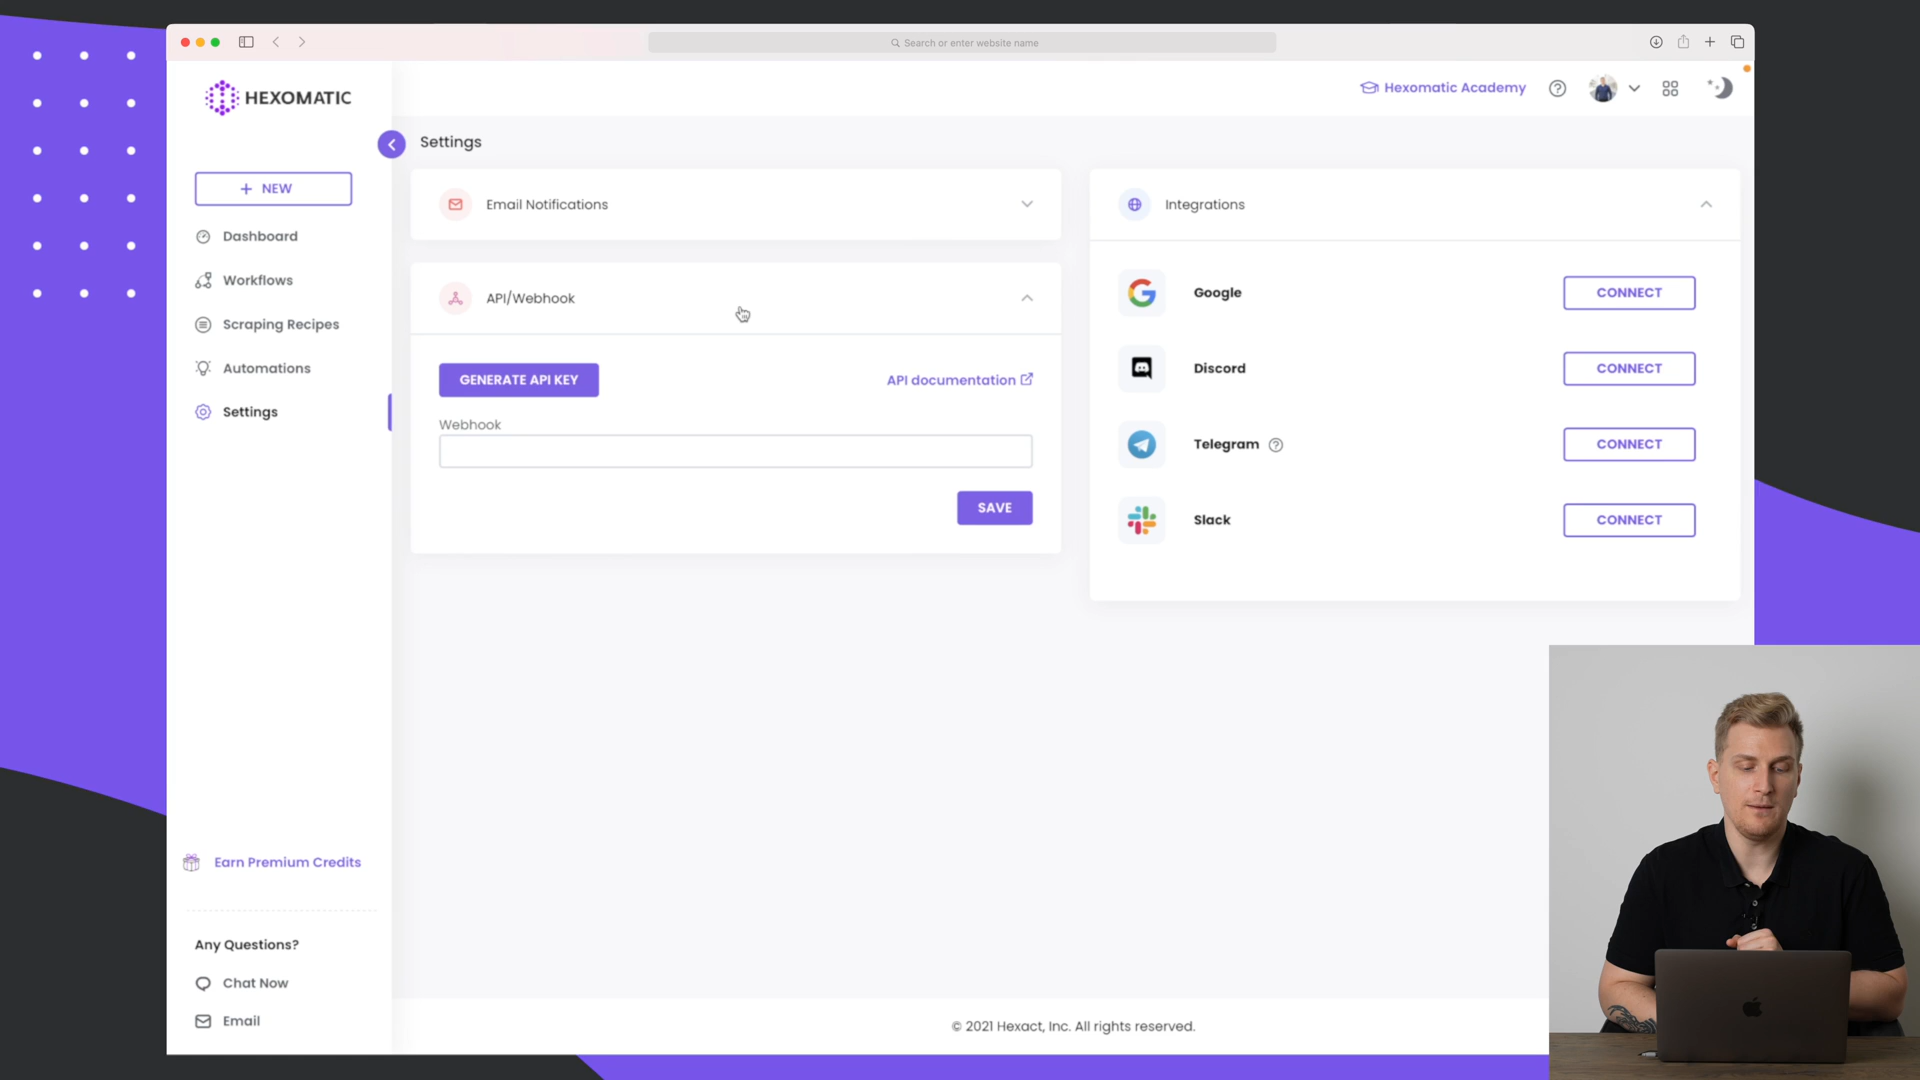 Search or enter website name
HEXOMATIC
Hexomatic Academy
Settings
+ NEW
Dashboard
Workflows
Scraping Recipes
Automations
Settings
Email Notifications
API/Webhook
GENERATE API KEY
API documentation
Webhook
SAVE
Integrations
Google
CONNECT
Discord
CONNECT
Telegram
CONNECT
Slack
CONNECT
Earn Premium Credits
Any Questions?
Chat Now
Email
© 2021 Hexact, Inc. All rights reserved.